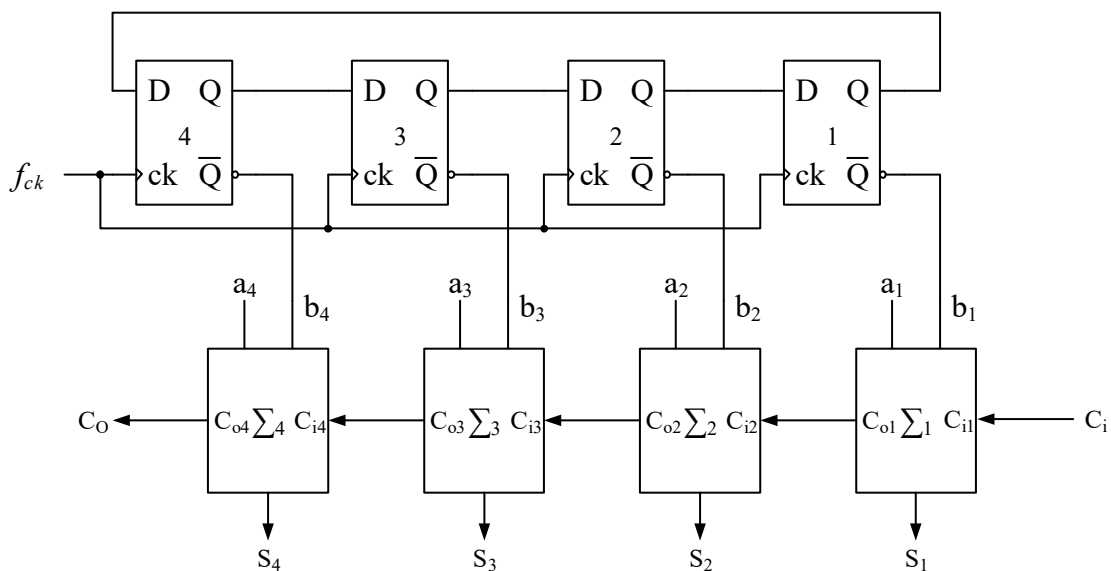 D Q D Q D Q D Q
4 3 2 1
f_ck ck Q̅ ck Q̅ ck Q̅ ck Q̅
a₄ b₄ a₃ b₃ a₂ b₂ a₁ b₁
C_O C_o4 ∑₄ C_i4 C_o3 ∑₃ C_i3 C_o2 ∑₂ C_i2 C_o1 ∑₁ C_i1 C_i
S₄ S₃ S₂ S₁